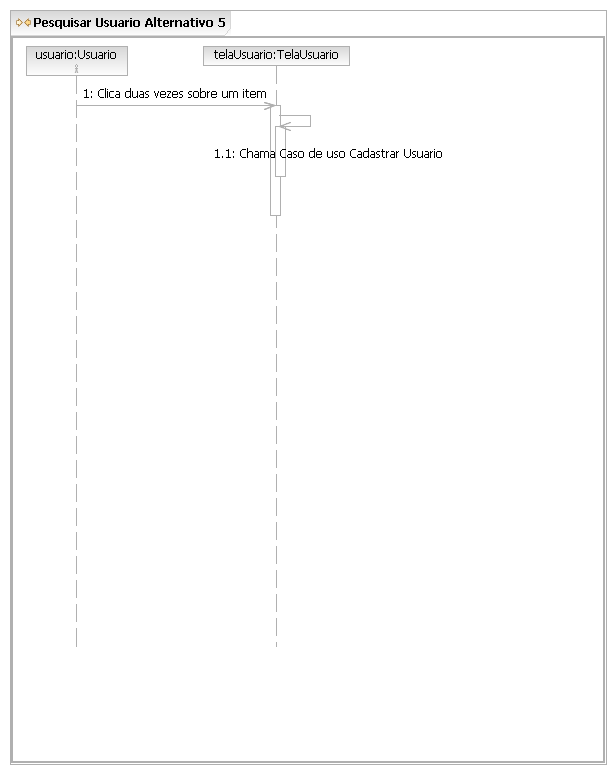 Pesquisar Usuario Alternativo 5
usuario:Usuario
telaUsuario:TelaUsuario
1: Clica duas vezes sobre um item
1.1: Chama Caso de uso Cadastrar Usuario